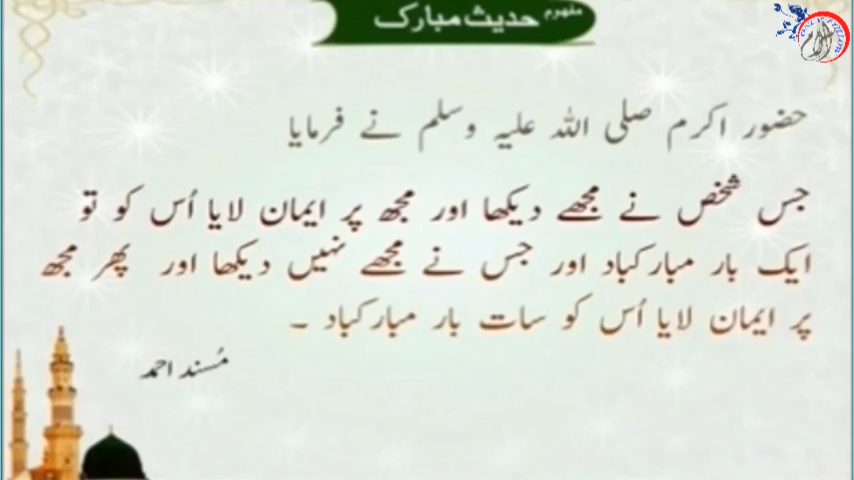 مفہوم حدیث مبارک
حضور اکرم صلی اللہ علیہ وسلم نے فرمایا
جس شخص نے مجھے دیکھا اور مجھ پر ایمان لایا اُس کو تو
ایک بار مبارکباد اور جس نے مجھے نہیں دیکھا اور پھر مجھ
پر ایمان لایا اُس کو سات بار مبارکباد ۔
مُسند احمد